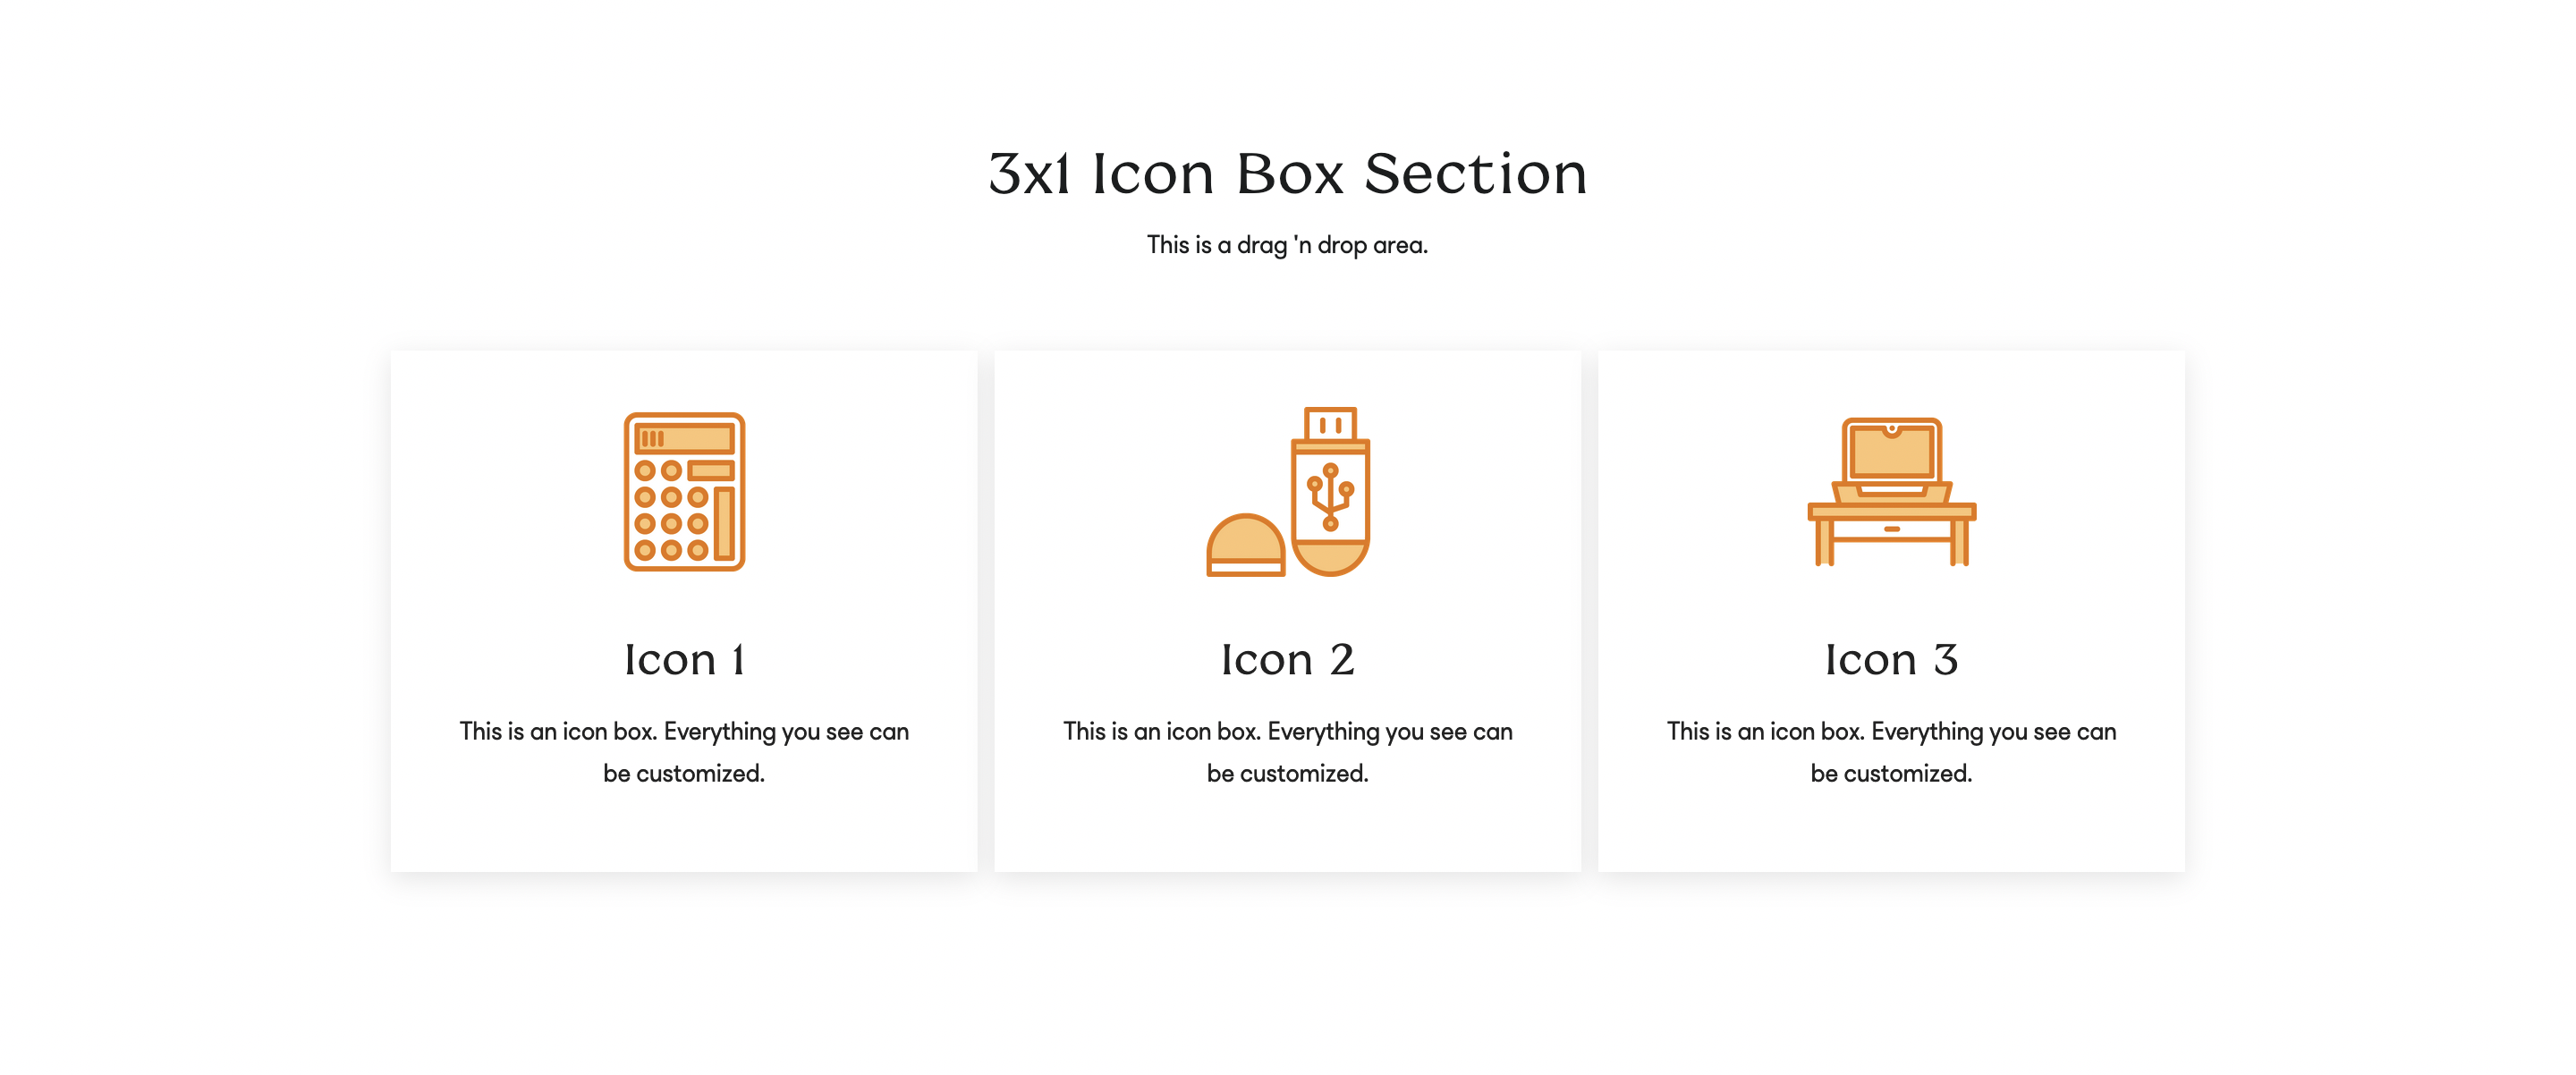 3x1 Icon Box Section
This is a drag 'n drop area.
Icon 1
This is an icon box. Everything you see can
be customized.
Icon 2
This is an icon box. Everything you see can
be customized.
Icon 3
This is an icon box. Everything you see can
be customized.